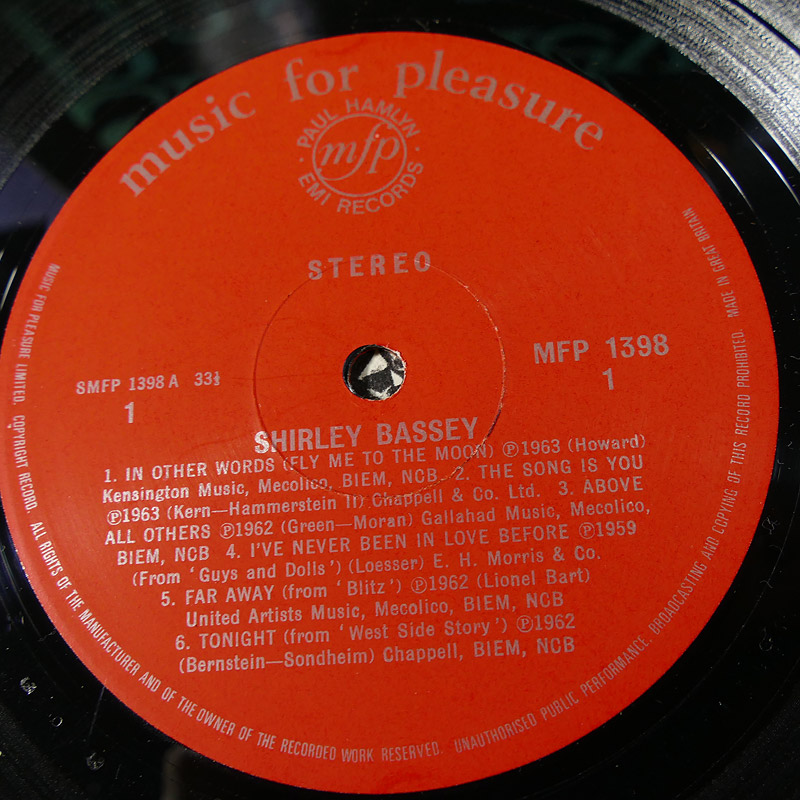 music for pleasure
· PAUL HAMLYN ·
mfp
EMI RECORDS
STEREO
SMFP 1398 A 33⅓
1
MFP 1398
1
SHIRLEY BASSEY
1. IN OTHER WORDS (FLY ME TO THE MOON) ℗1963 (Howard)
Kensington Music, Mecolico, BIEM, NCB 2. THE SONG IS YOU
℗1963 (Kern—Hammerstein II) Chappell & Co. Ltd. 3. ABOVE
ALL OTHERS ℗1962 (Green—Moran) Gallahad Music, Mecolico,
BIEM, NCB 4. I'VE NEVER BEEN IN LOVE BEFORE ℗1959
(From 'Guys and Dolls') (Loesser) E. H. Morris & Co.
5. FAR AWAY (from 'Blitz') ℗1962 (Lionel Bart)
United Artists Music, Mecolico, BIEM, NCB
6. TONIGHT (from 'West Side Story') ℗1962
(Bernstein—Sondheim) Chappell, BIEM, NCB
MUSIC FOR PLEASURE LIMITED. COPYRIGHT RECORD. ALL RIGHTS OF THE MANUFACTURER AND OF THE OWNER OF THE RECORDED WORK RESERVED. UNAUTHORISED PUBLIC PERFORMANCE. BROADCASTING AND COPYING OF THIS RECORD PROHIBITED. MADE IN GREAT BRITAIN